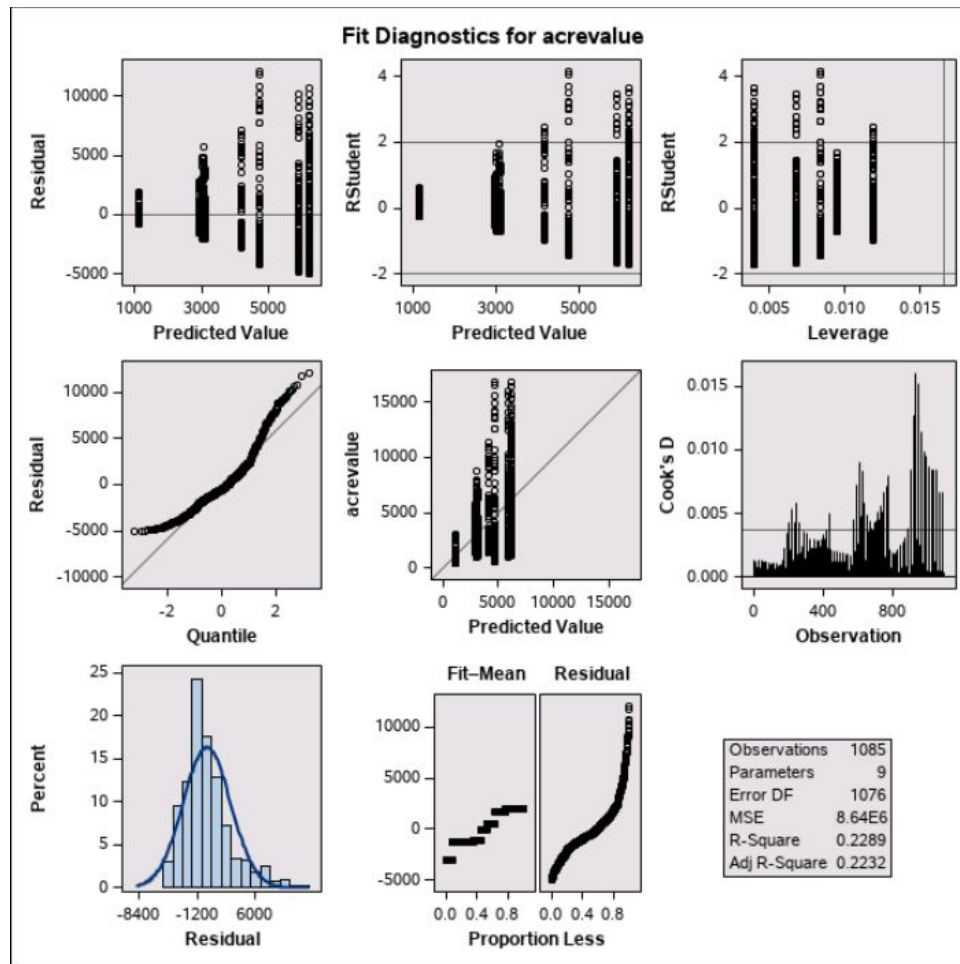 Fit Diagnostics for acrevalue
Residual
10000
5000
0
-5000
1000 3000 5000
Predicted Value
RStudent
4
2
0
-2
1000 3000 5000
Predicted Value
RStudent
4
2
0
-2
0.005 0.010 0.015
Leverage
Residual
10000
5000
0
-5000
-10000
-2 0 2
Quantile
acrevalue
15000
10000
5000
0
0 5000 10000 15000
Predicted Value
Cook's D
0.015
0.010
0.005
0.000
0 400 800
Observation
Percent
25
20
15
10
5
0
-8400 -1200 6000
Residual
Fit–Mean Residual
10000
5000
0
-5000
0.0 0.4 0.8 0.0 0.4 0.8
Proportion Less
Observations 1085
Parameters 9
Error DF 1076
MSE 8.64E6
R-Square 0.2289
Adj R-Square 0.2232